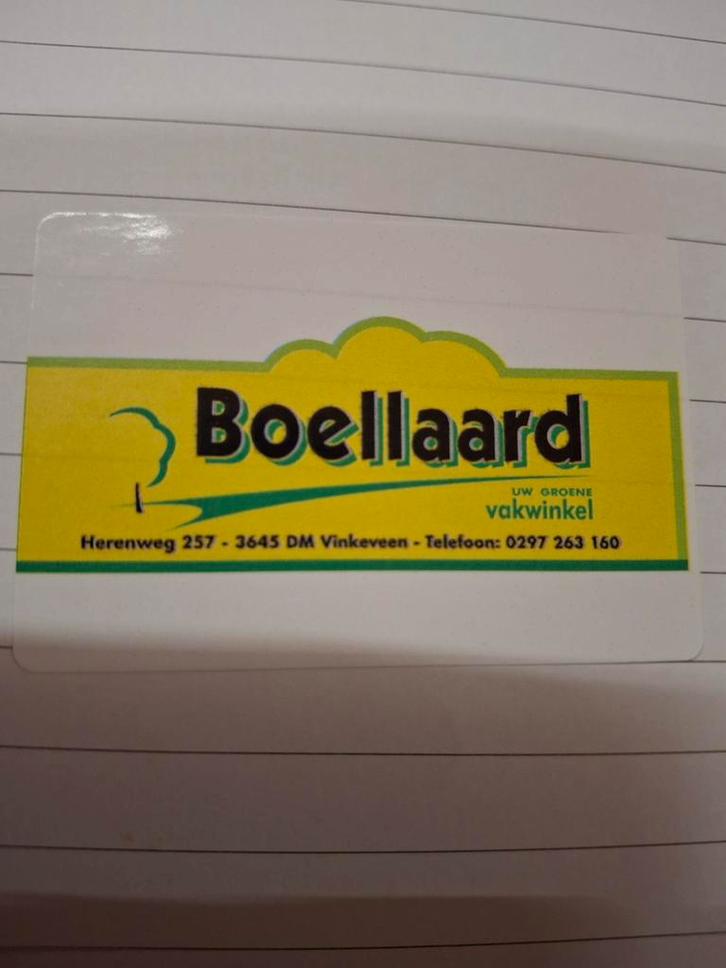 Boellaard
UW GROENE
vakwinkel
Herenweg 257 - 3645 DM Vinkeveen - Telefoon: 0297 263 160